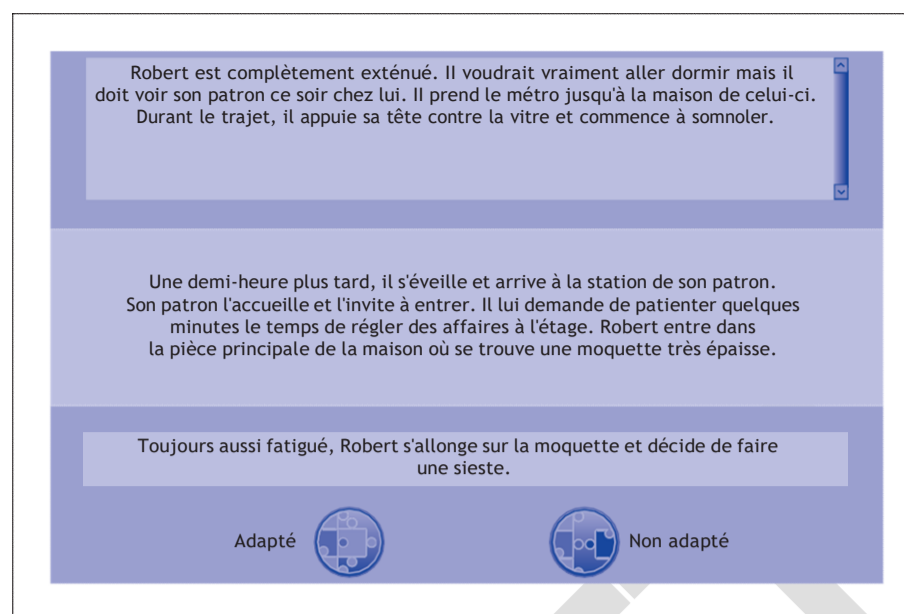 Robert est complètement exténué. II voudrait vraiment aller dormir mais il
doit voir son patron ce soir chez lui. II prend le métro jusqu'à la maison de celui-ci.
Durant le trajet, il appuie sa tête contre la vitre et commence à somnoler.
Une demi-heure plus tard, il s'éveille et arrive à la station de son patron.
Son patron l'accueille et l'invite à entrer. Il lui demande de patienter quelques
minutes le temps de régler des affaires à l'étage. Robert entre dans
la pièce principale de la maison où se trouve une moquette très épaisse.
Toujours aussi fatigué, Robert s'allonge sur la moquette et décide de faire
une sieste.
Adapté
Non adapté